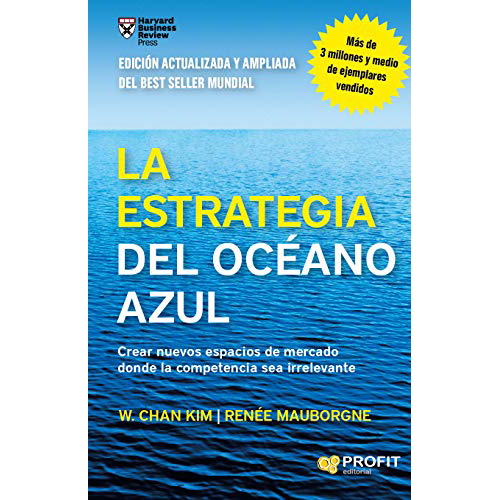 Harvard
Business
Review
Press
EDICIÓN ACTUALIZADA Y AMPLIADA
DEL BEST SELLER MUNDIAL
Más de
3 millones y medio
de ejemplares
vendidos
LA
ESTRATEGIA
DEL OCÉANO
AZUL
Crear nuevos espacios de mercado
donde la competencia sea irrelevante
W. CHAN KIM | RENÉE MAUBORGNE
PROFIT
editorial